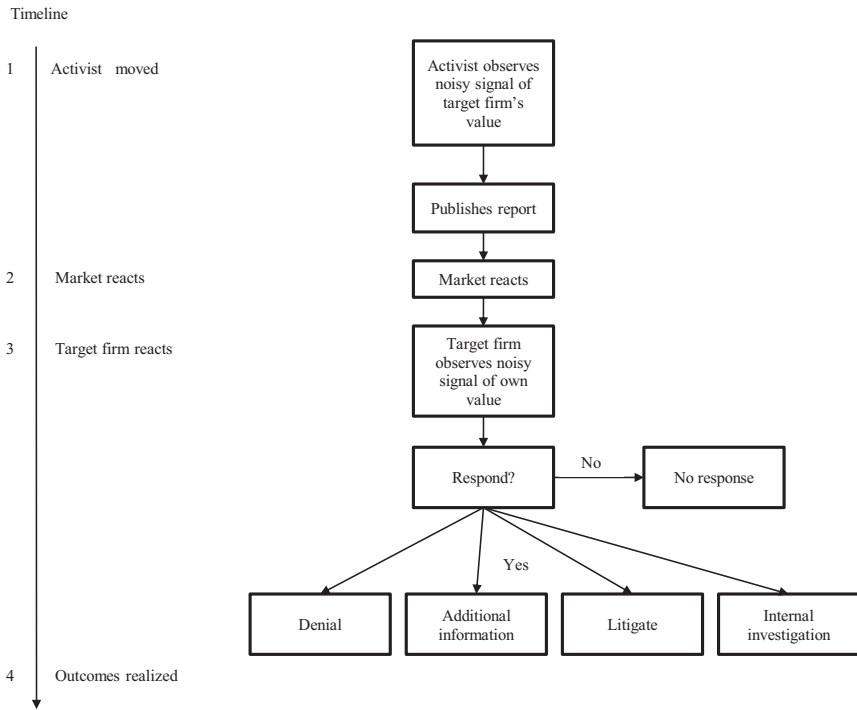 Timeline
1 Activist moved
Activist observes
noisy signal of
target firm's
value
Publishes report
2 Market reacts
Market reacts
3 Target firm reacts
Target firm
observes noisy
signal of own
value
Respond?
No
No response
Yes
Denial
Additional
information
Litigate
Internal
investigation
4 Outcomes realized